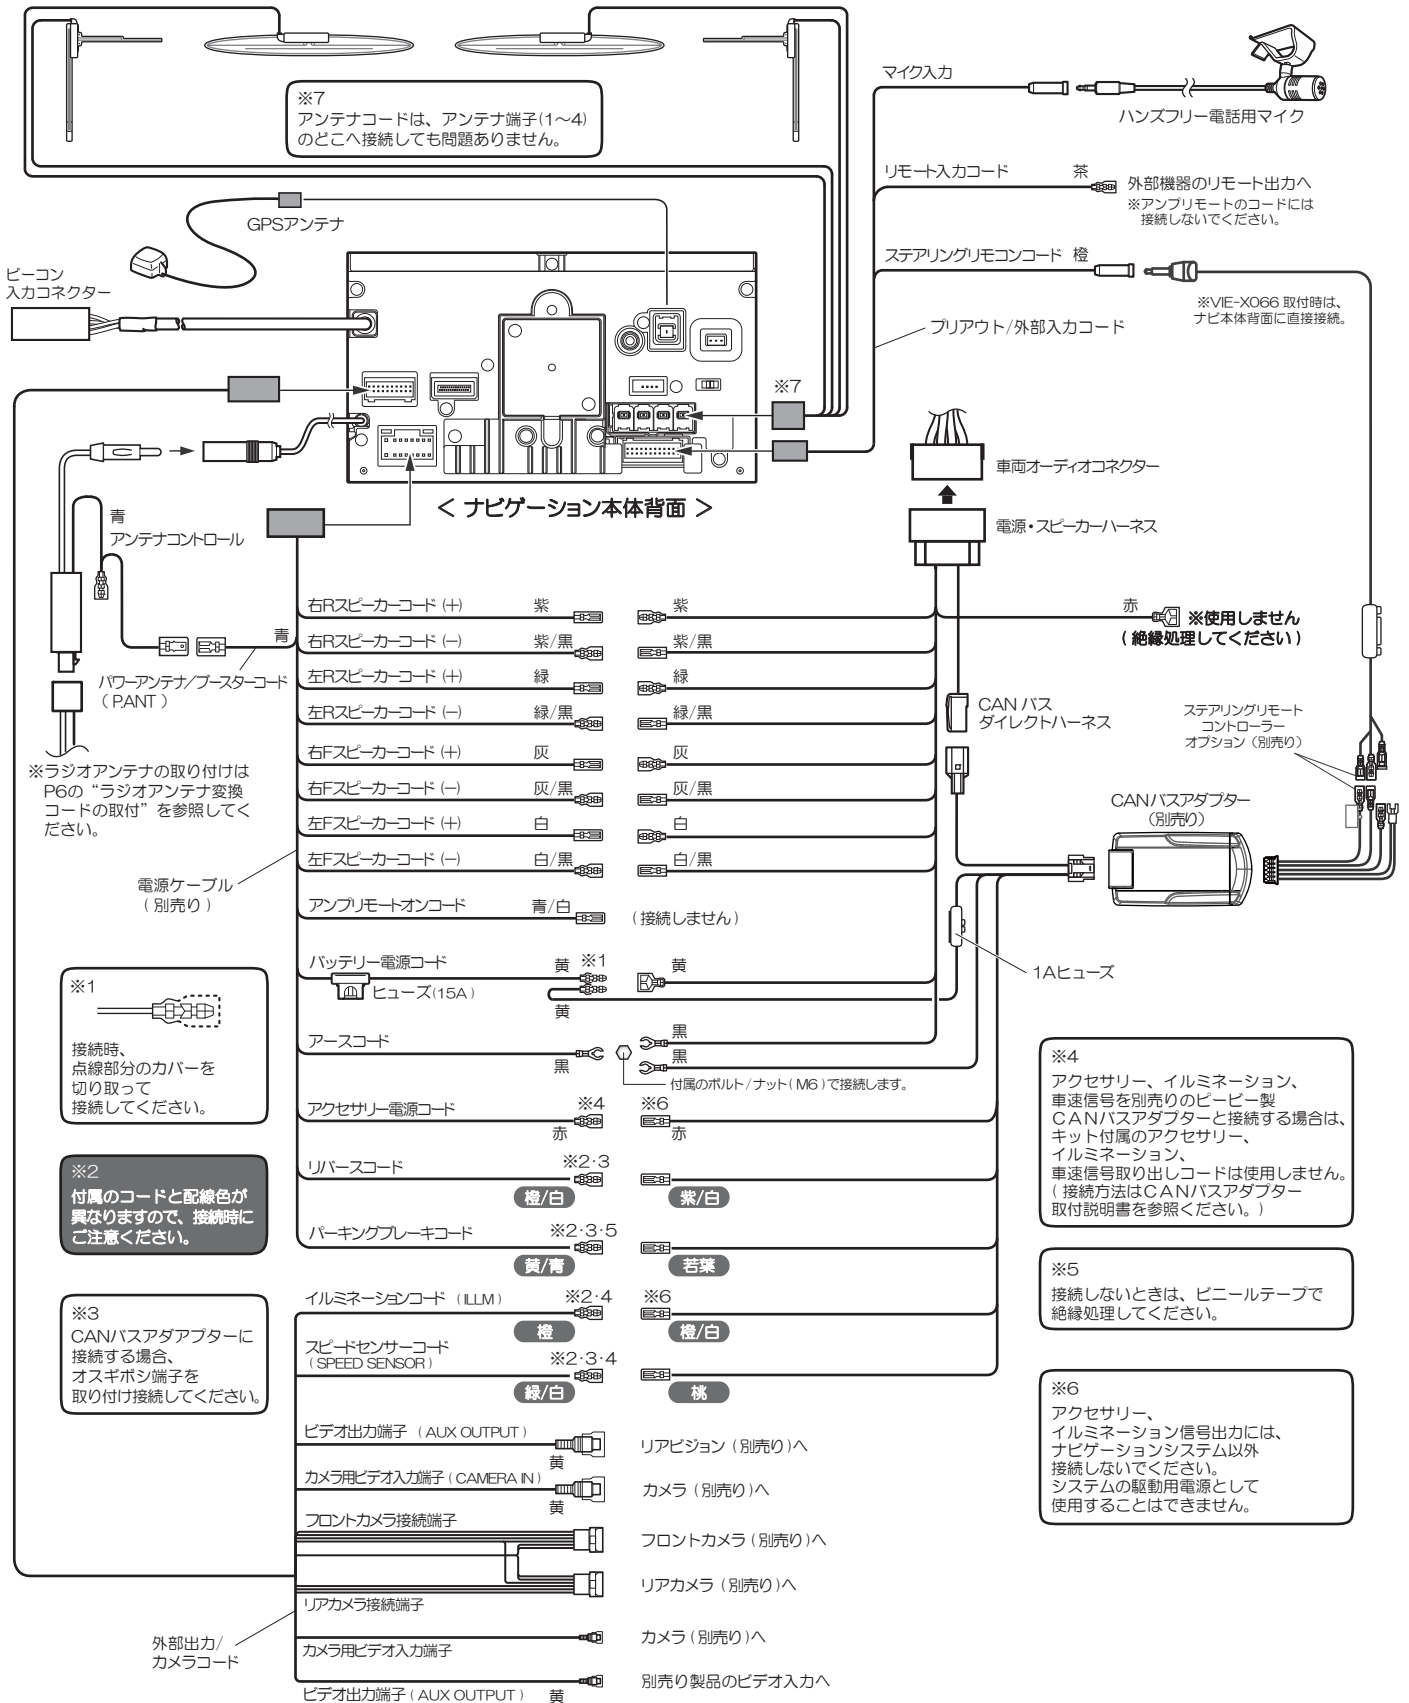 ※7
アンテナコードは、アンテナ端子(1～4)
のどこへ接続しても問題ありません。
GPSアンテナ
ビーコン
入力コネクター
マイク入力
ハンズフリー電話用マイク
リモート入力コード
茶
外部機器のリモート出力へ
※アンプリモートのコードには
接続しないでください。
ステアリングリモコンコード 橙
※VIE-X066 取付時は、
ナビ本体背面に直接接続。
プリアウト/外部入力コード
※7
＜ ナビゲーション本体背面 ＞
車両オーディオコネクター
電源・スピーカーハーネス
青
アンテナコントロール
青
パワーアンテナ/ブースターコード
( P.ANT )
※ラジオアンテナの取り付けは
P6の“ラジオアンテナ変換
コードの取付”を参照してく
ださい。
電源ケーブル
( 別売り )
右Rスピーカーコード (+) 紫 紫
右Rスピーカーコード (−) 紫/黒 紫/黒
左Rスピーカーコード (+) 緑 緑
左Rスピーカーコード (−) 緑/黒 緑/黒
右Fスピーカーコード (+) 灰 灰
右Fスピーカーコード (−) 灰/黒 灰/黒
左Fスピーカーコード (+) 白 白
左Fスピーカーコード (−) 白/黒 白/黒
アンプリモートオンコード 青/白 (接続しません)
バッテリー電源コード 黄 ※1 黄
ヒューズ(15A)
黄
アースコード
黒
黒
黒
付属のボルト/ナット( M6 )で接続します。
アクセサリー電源コード ※4 ※6
赤 赤
リバースコード ※2·3
橙/白 紫/白
パーキングブレーキコード ※2·3·5
黄/青 若葉
イルミネーションコード ( ILLM ) ※2·4 ※6
橙 橙/白
スピードセンサーコード
( SPEED SENSOR ) ※2·3·4
緑/白 桃
ビデオ出力端子 ( AUX OUTPUT )
黄
リアビジョン (別売り)へ
カメラ用ビデオ入力端子 ( CAMERA IN )
黄
カメラ (別売り)へ
フロントカメラ接続端子
フロントカメラ (別売り)へ
リアカメラ (別売り)へ
リアカメラ接続端子
カメラ (別売り)へ
カメラ用ビデオ入力端子
別売り製品のビデオ入力へ
ビデオ出力端子 ( AUX OUTPUT ) 黄
外部出力/
カメラコード
赤
※使用しません
( 絶縁処理してください )
CAN バス
ダイレクトハーネス
ステアリングリモート
コントローラー
オプション (別売り)
CANバスアダプター
(別売り)
1Aヒューズ
※1
接続時、
点線部分のカバーを
切り取って
接続してください。
※2
付属のコードと配線色が
異なりますので、接続時に
ご注意ください。
※3
CANバスアダアプターに
接続する場合、
オスギボシ端子を
取り付け接続してください。
※4
アクセサリー、イルミネーション、
車速信号を別売りのピービー製
CANバスアダプターと接続する場合は、
キット付属のアクセサリー、
イルミネーション、
車速信号取り出しコードは使用しません。
( 接続方法はCANバスアダプター
取付説明書を参照ください。)
※5
接続しないときは、ビニールテープで
絶縁処理してください。
※6
アクセサリー、
イルミネーション信号出力には、
ナビゲーションシステム以外
接続しないでください。
システムの駆動用電源として
使用することはできません。